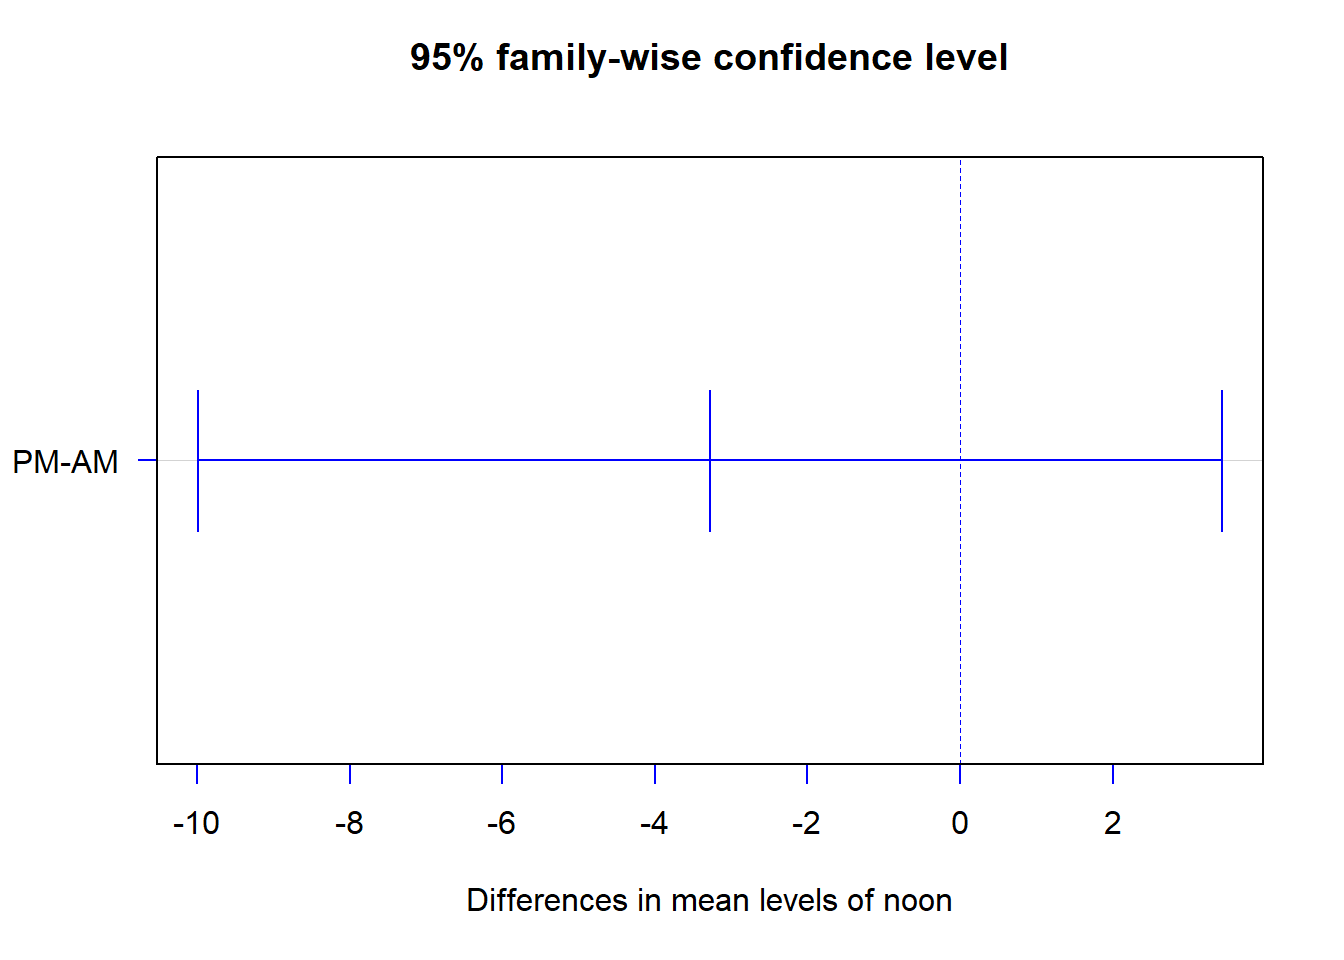 95% family-wise confidence level
PM-AM
-10 -8 -6 -4 -2 0 2
Differences in mean levels of noon